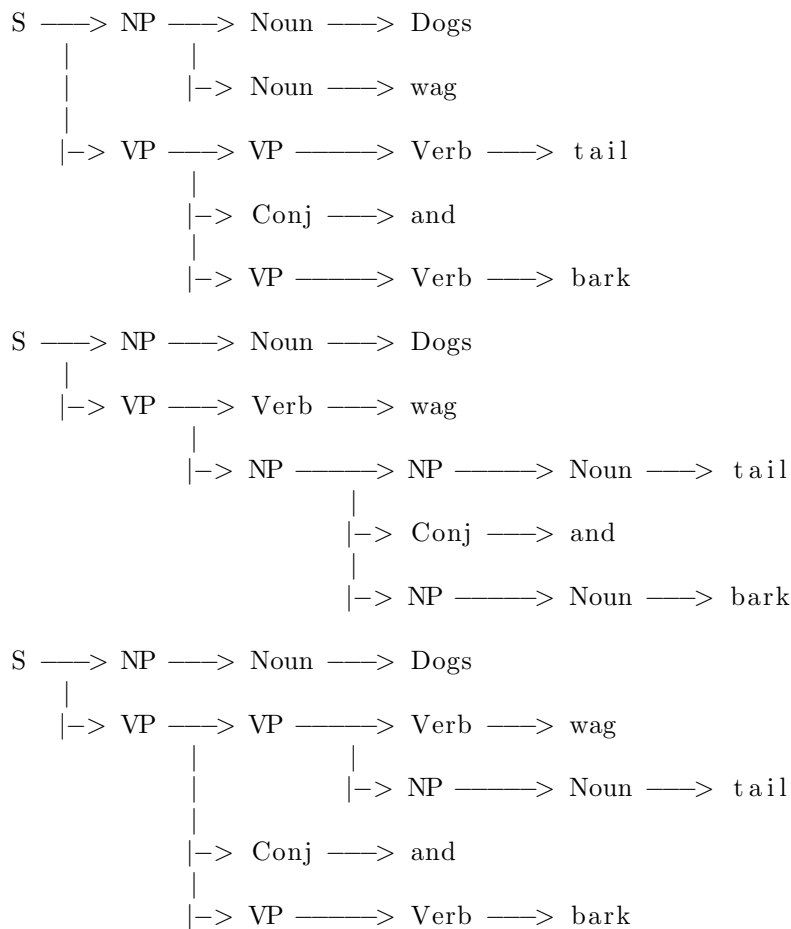 S ———> NP ———> Noun ———> Dogs
|          |
|          |–> Noun ———> wag
|
|–> VP ———> VP —————> Verb ———> tail
|
|–> Conj ———> and
|
|–> VP —————> Verb ———> bark
S ———> NP ———> Noun ———> Dogs
|
|–> VP ———> Verb ———> wag
|
|–> NP —————> NP —————> Noun ———> tail
|
|–> Conj ———> and
|
|–> NP —————> Noun ———> bark
S ———> NP ———> Noun ———> Dogs
|
|–> VP ———> VP —————> Verb ———> wag
|          |
|          |–> NP —————> Noun ———> tail
|
|–> Conj ———> and
|
|–> VP —————> Verb ———> bark